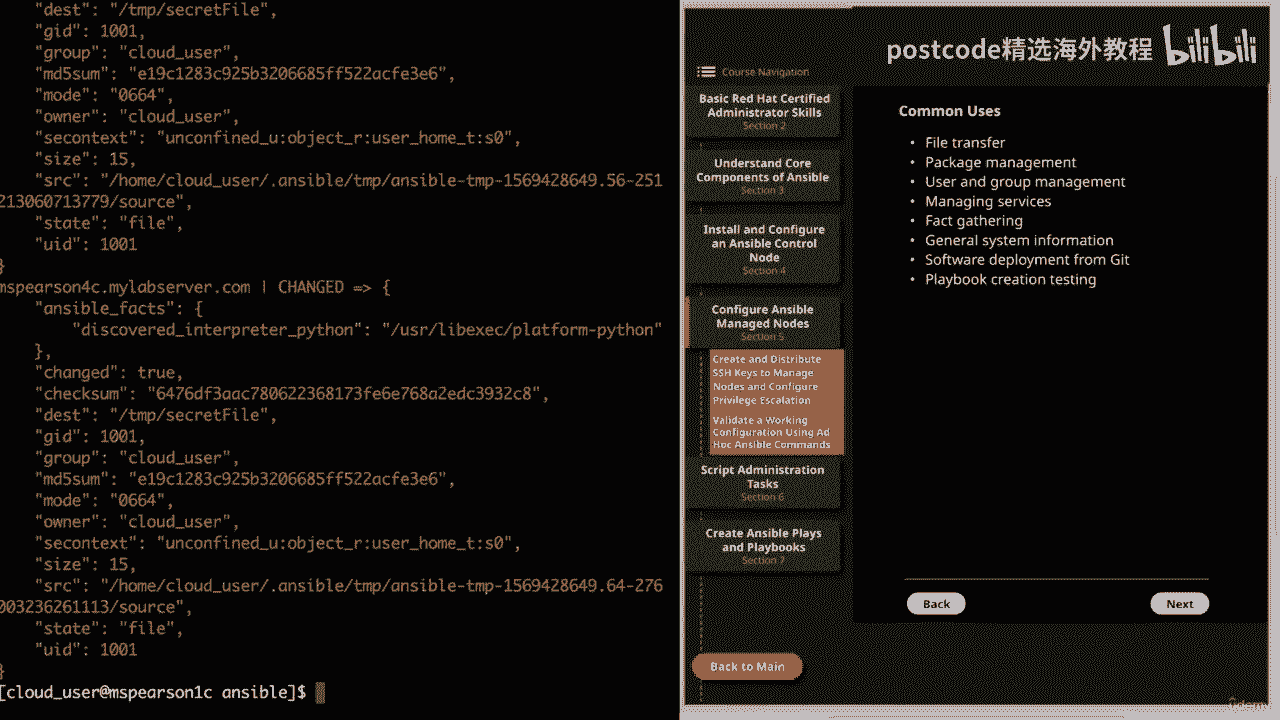 "dest": "/tmp/secretFile",
"gid": 1001,
"group": "cloud_user",
"md5sum": "e19c1283c925b3206685ff522acfe3e6",
"mode": "0664",
"owner": "cloud_user",
"secontext": "unconfined_u:object_r:user_home_t:s0",
"size": 15,
"src": "/home/cloud_user/.ansible/tmp/ansible-tmp-1569428649.56-251
213060713779/source",
"state": "file",
"uid": 1001
}
mspearson4c.mylabserver.com | CHANGED => {
"ansible_facts": {
"discovered_interpreter_python": "/usr/libexec/platform-python"
},
"changed": true,
"checksum": "6476df3aac780622368173fe6e768a2edc3932c8",
"dest": "/tmp/secretFile",
"gid": 1001,
"group": "cloud_user",
"md5sum": "e19c1283c925b3206685ff522acfe3e6",
"mode": "0664",
"owner": "cloud_user",
"secontext": "unconfined_u:object_r:user_home_t:s0",
"size": 15,
"src": "/home/cloud_user/.ansible/tmp/ansible-tmp-1569428649.64-276
003236261113/source",
"state": "file",
"uid": 1001
}
[cloud_user@mspearson1c ansible]$
postcode精选海外教程 bilibili
Course Navigation
Basic Red Hat Certified
Administrator Skills
Section 2
Understand Core
Components of Ansible
Section 3
Install and Configure
an Ansible Control
Node
Section 4
Configure Ansible
Managed Nodes
Section 5
Create and Distribute
SSH Keys to Manage
Nodes and Configure
Privilege Escalation
Validate a Working
Configuration Using Ad
Hoc Ansible Commands
Script Administration
Tasks
Section 6
Create Ansible Plays
and Playbooks
Section 7
Back to Main
Common Uses
• File transfer
• Package management
• User and group management
• Managing services
• Fact gathering
• General system information
• Software deployment from Git
• Playbook creation testing
Back
Next
ûdemy